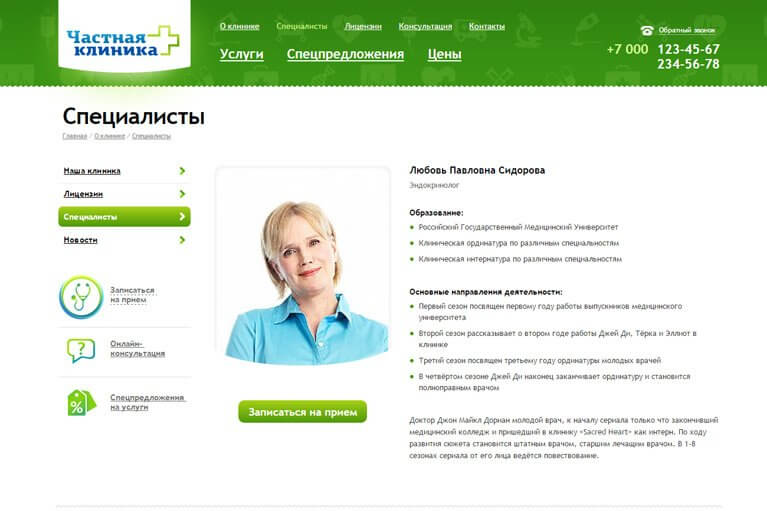 Частная
клиника
О клинике
Специалисты
Лицензии
Консультация
Контакты
Услуги
Спецпредложения
Цены
Обратный звонок
+7 000 123-45-67
234-56-78
Специалисты
Главная / О клинике / Специалисты
Наша клиника
Лицензии
Специалисты
Новости
Записаться
на прием
Онлайн-
консультация
Спецпредложения
на услуги
Записаться на прием
Любовь Павловна Сидорова
Эндокринолог
Образование:
Российский Государственный Медицинский Университет
Клиническая ординатура по различным специальностям
Клиническая интернатура по различным специальностям
Основные направления деятельности:
Первый сезон посвящен первому году работы выпускников медицинского
университета
Второй сезон рассказывают о втором годе работы Джей Ди, Тёрка и Эллиот в
клинике
Третий сезон посвящен третьему году ординатуры молодых врачей
В четвёртом сезоне Джей Ди наконец заканчивает ординатуру и становится
полноправным врачом
Доктор Джон Майкл Дориан молодой врач, к началу сериала только что закончивший
медицинский колледж и пришедший в клинику «Sacred Heart» как интерн. По ходу
развития сюжета становится штатным врачом, старшим лечащим врачом. В 1-8
сезонах сериала от его лица ведётся повествование.